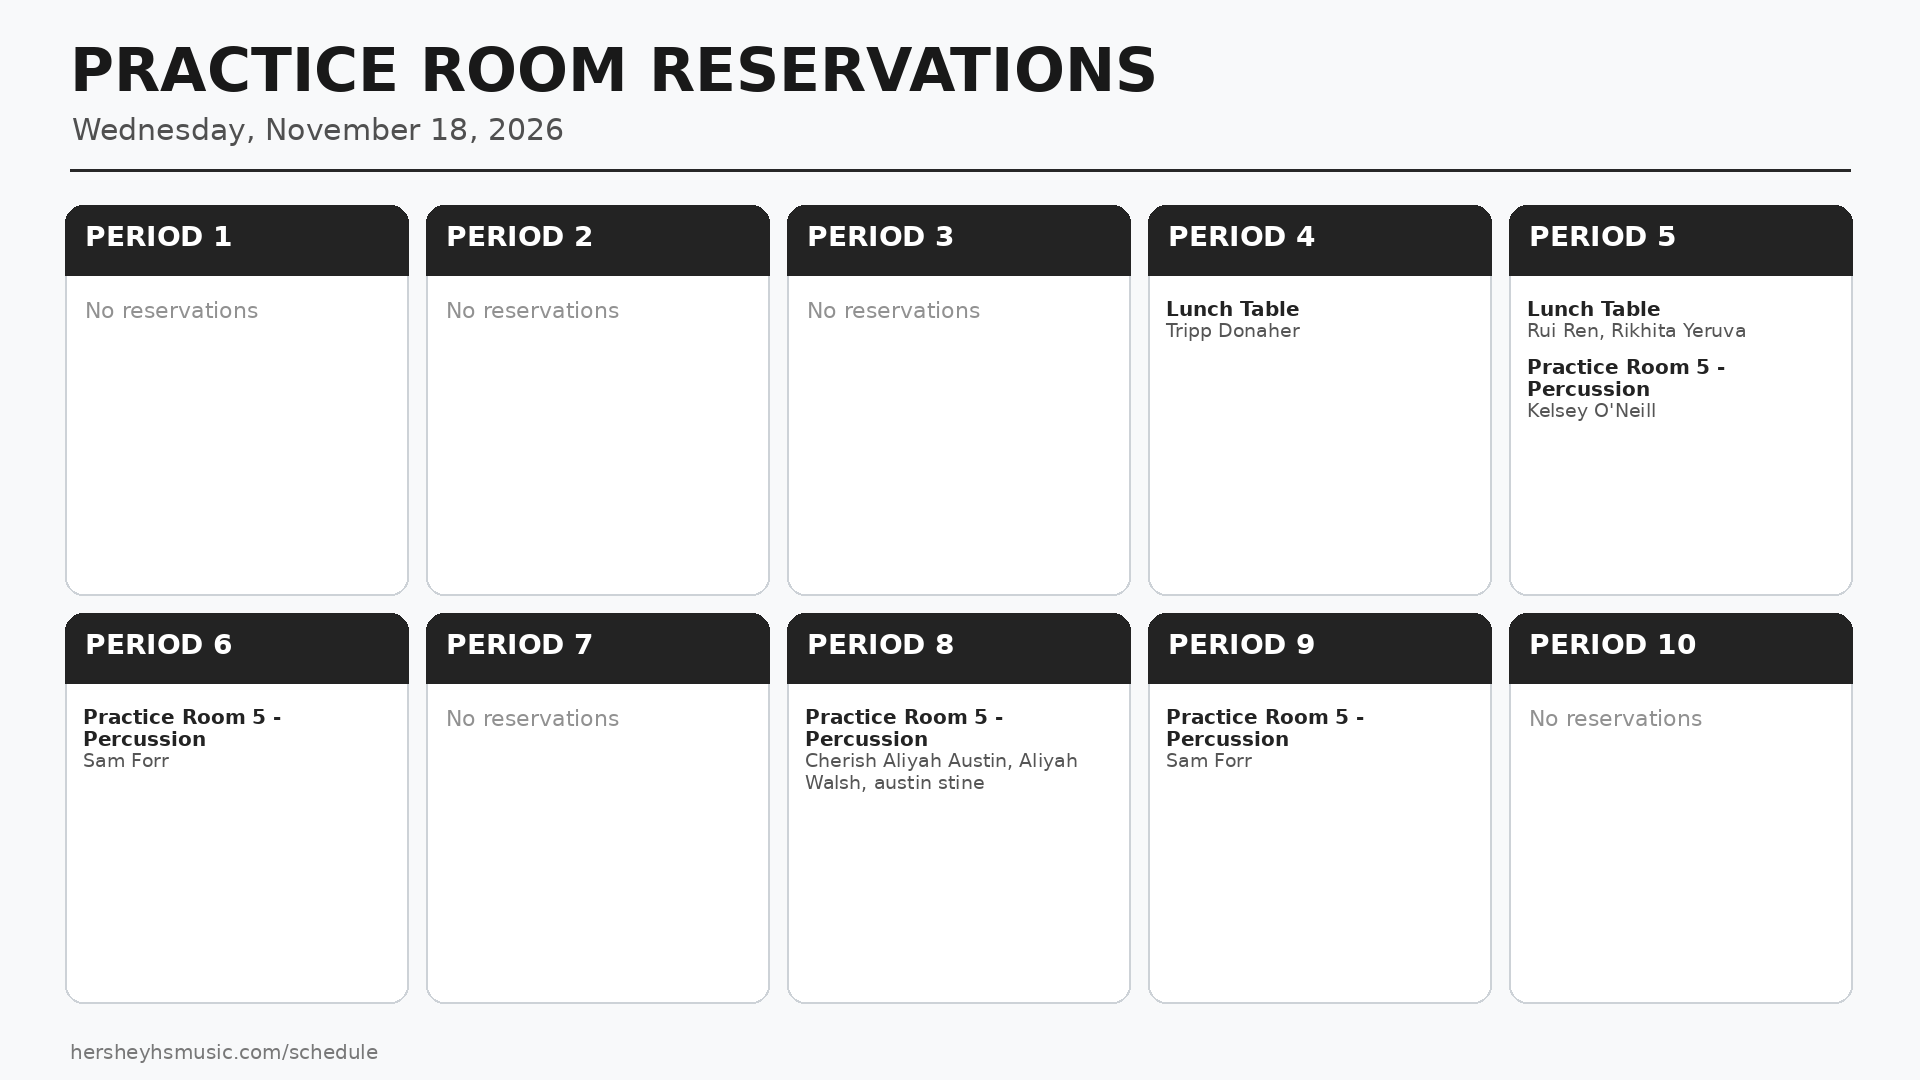 PRACTICE ROOM RESERVATIONS
Wednesday, November 18, 2026
PERIOD 1
No reservations
PERIOD 2
No reservations
PERIOD 3
No reservations
PERIOD 4
Lunch Table
Tripp Donaher
PERIOD 5
Lunch Table
Rui Ren, Rikhita Yeruva
Practice Room 5 -
Percussion
Kelsey O'Neill
PERIOD 6
Practice Room 5 -
Percussion
Sam Forr
PERIOD 7
No reservations
PERIOD 8
Practice Room 5 -
Percussion
Cherish Aliyah Austin, Aliyah
Walsh, austin stine
PERIOD 9
Practice Room 5 -
Percussion
Sam Forr
PERIOD 10
No reservations
hersheyhsmusic.com/schedule